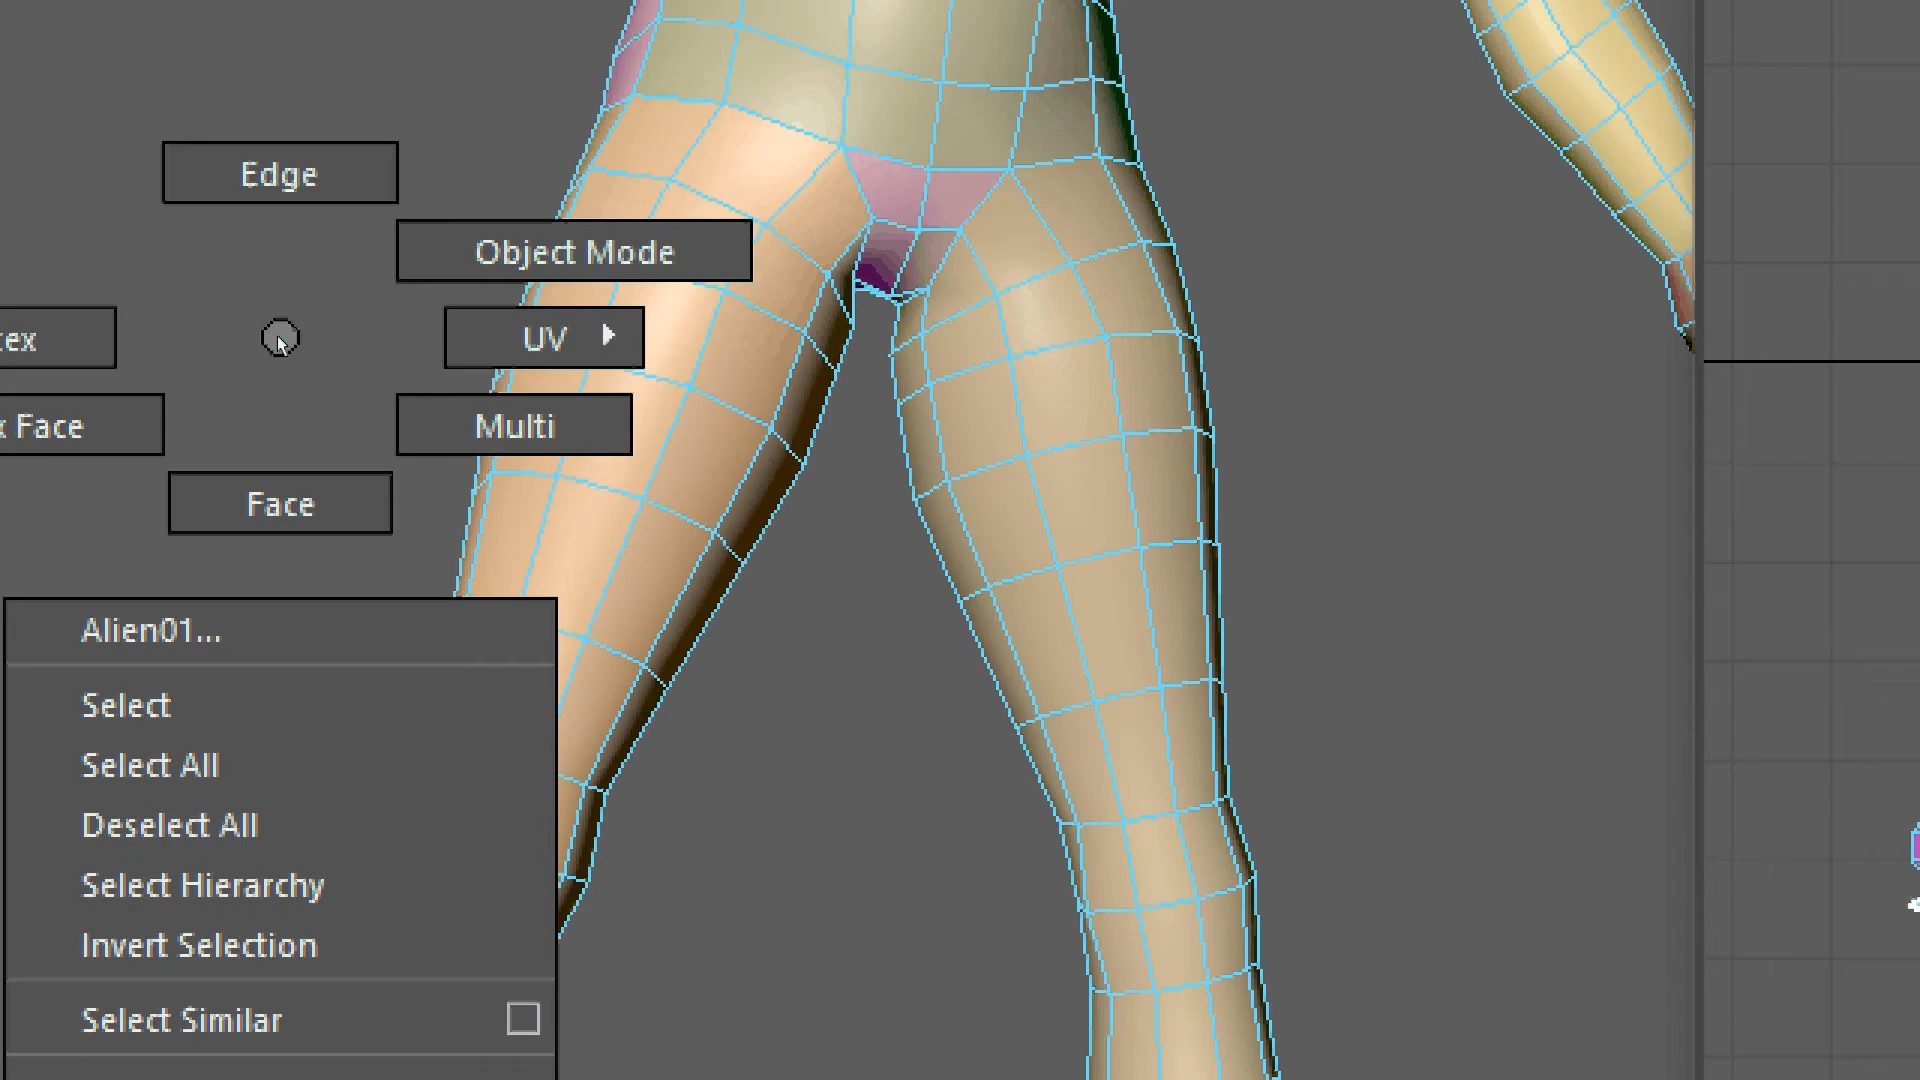 Edge
Object Mode
tex
UV
x Face
Multi
Face
Alien01...
Select
Select All
Deselect All
Select Hierarchy
Invert Selection
Select Similar